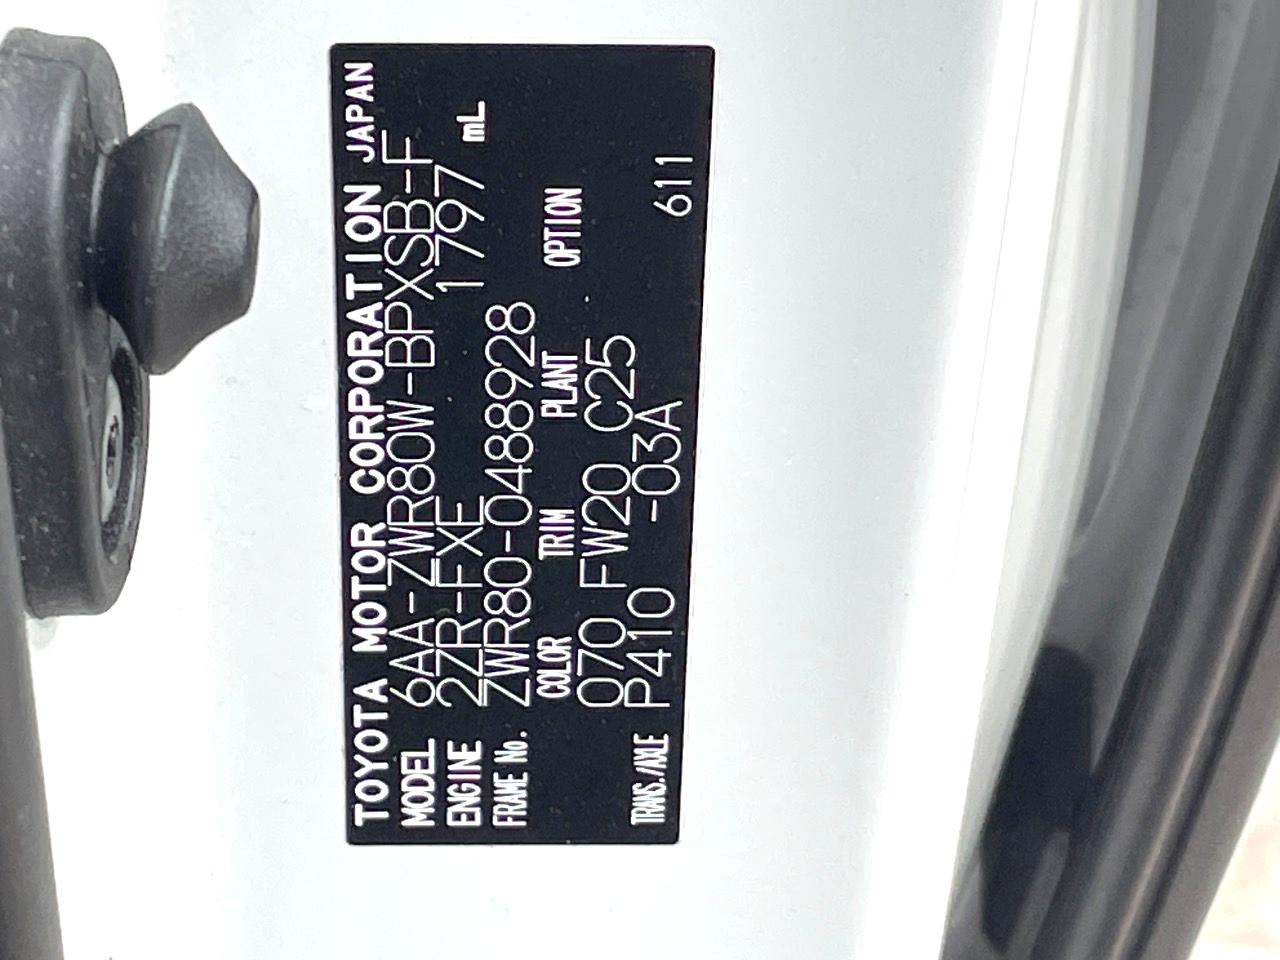 TOYOTA MOTOR CORPORATION JAPAN
MODEL 6AA-ZWR80W-BPXSB-F
ENGINE 2ZR-FXE 1797 mL
FRAME No. ZWR80-0488928
COLOR TRIM PLANT OPTION
070 FW20 C25
TRANS./AXLE P410 -03A 611